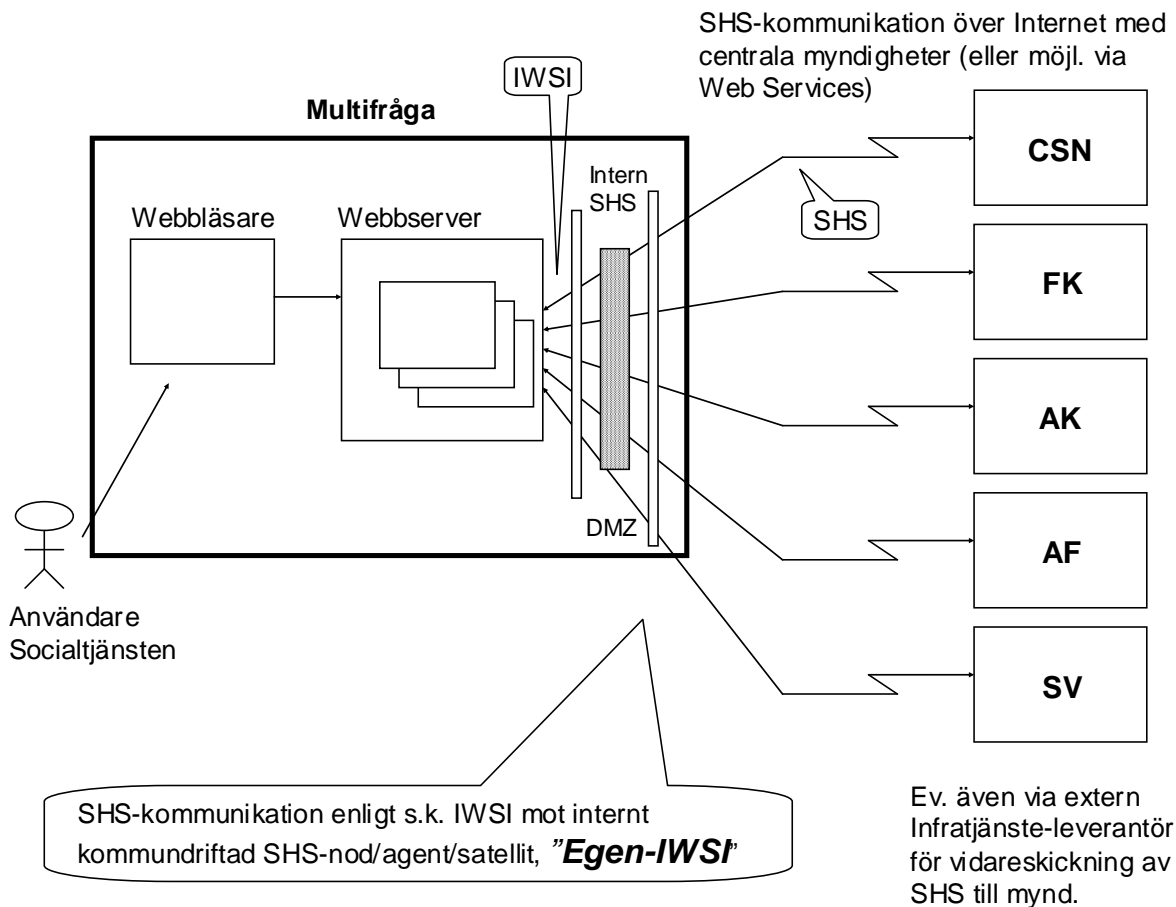 SHS-kommunikation över Internet med
centrala myndigheter (eller möjl. via
Web Services)
IWSI
Multifråga
CSN
Intern
SHS
Webbläsare
Webbserver
SHS
FK
AK
DMZ
AF
Användare
Socialtjänsten
SV
SHS-kommunikation enligt s.k. IWSI mot internt
kommundriftad SHS-nod/agent/satellit, ”Egen-IWSI”
Ev. även via extern
Infratjänste-leverantör
för vidareskickning av
SHS till mynd.